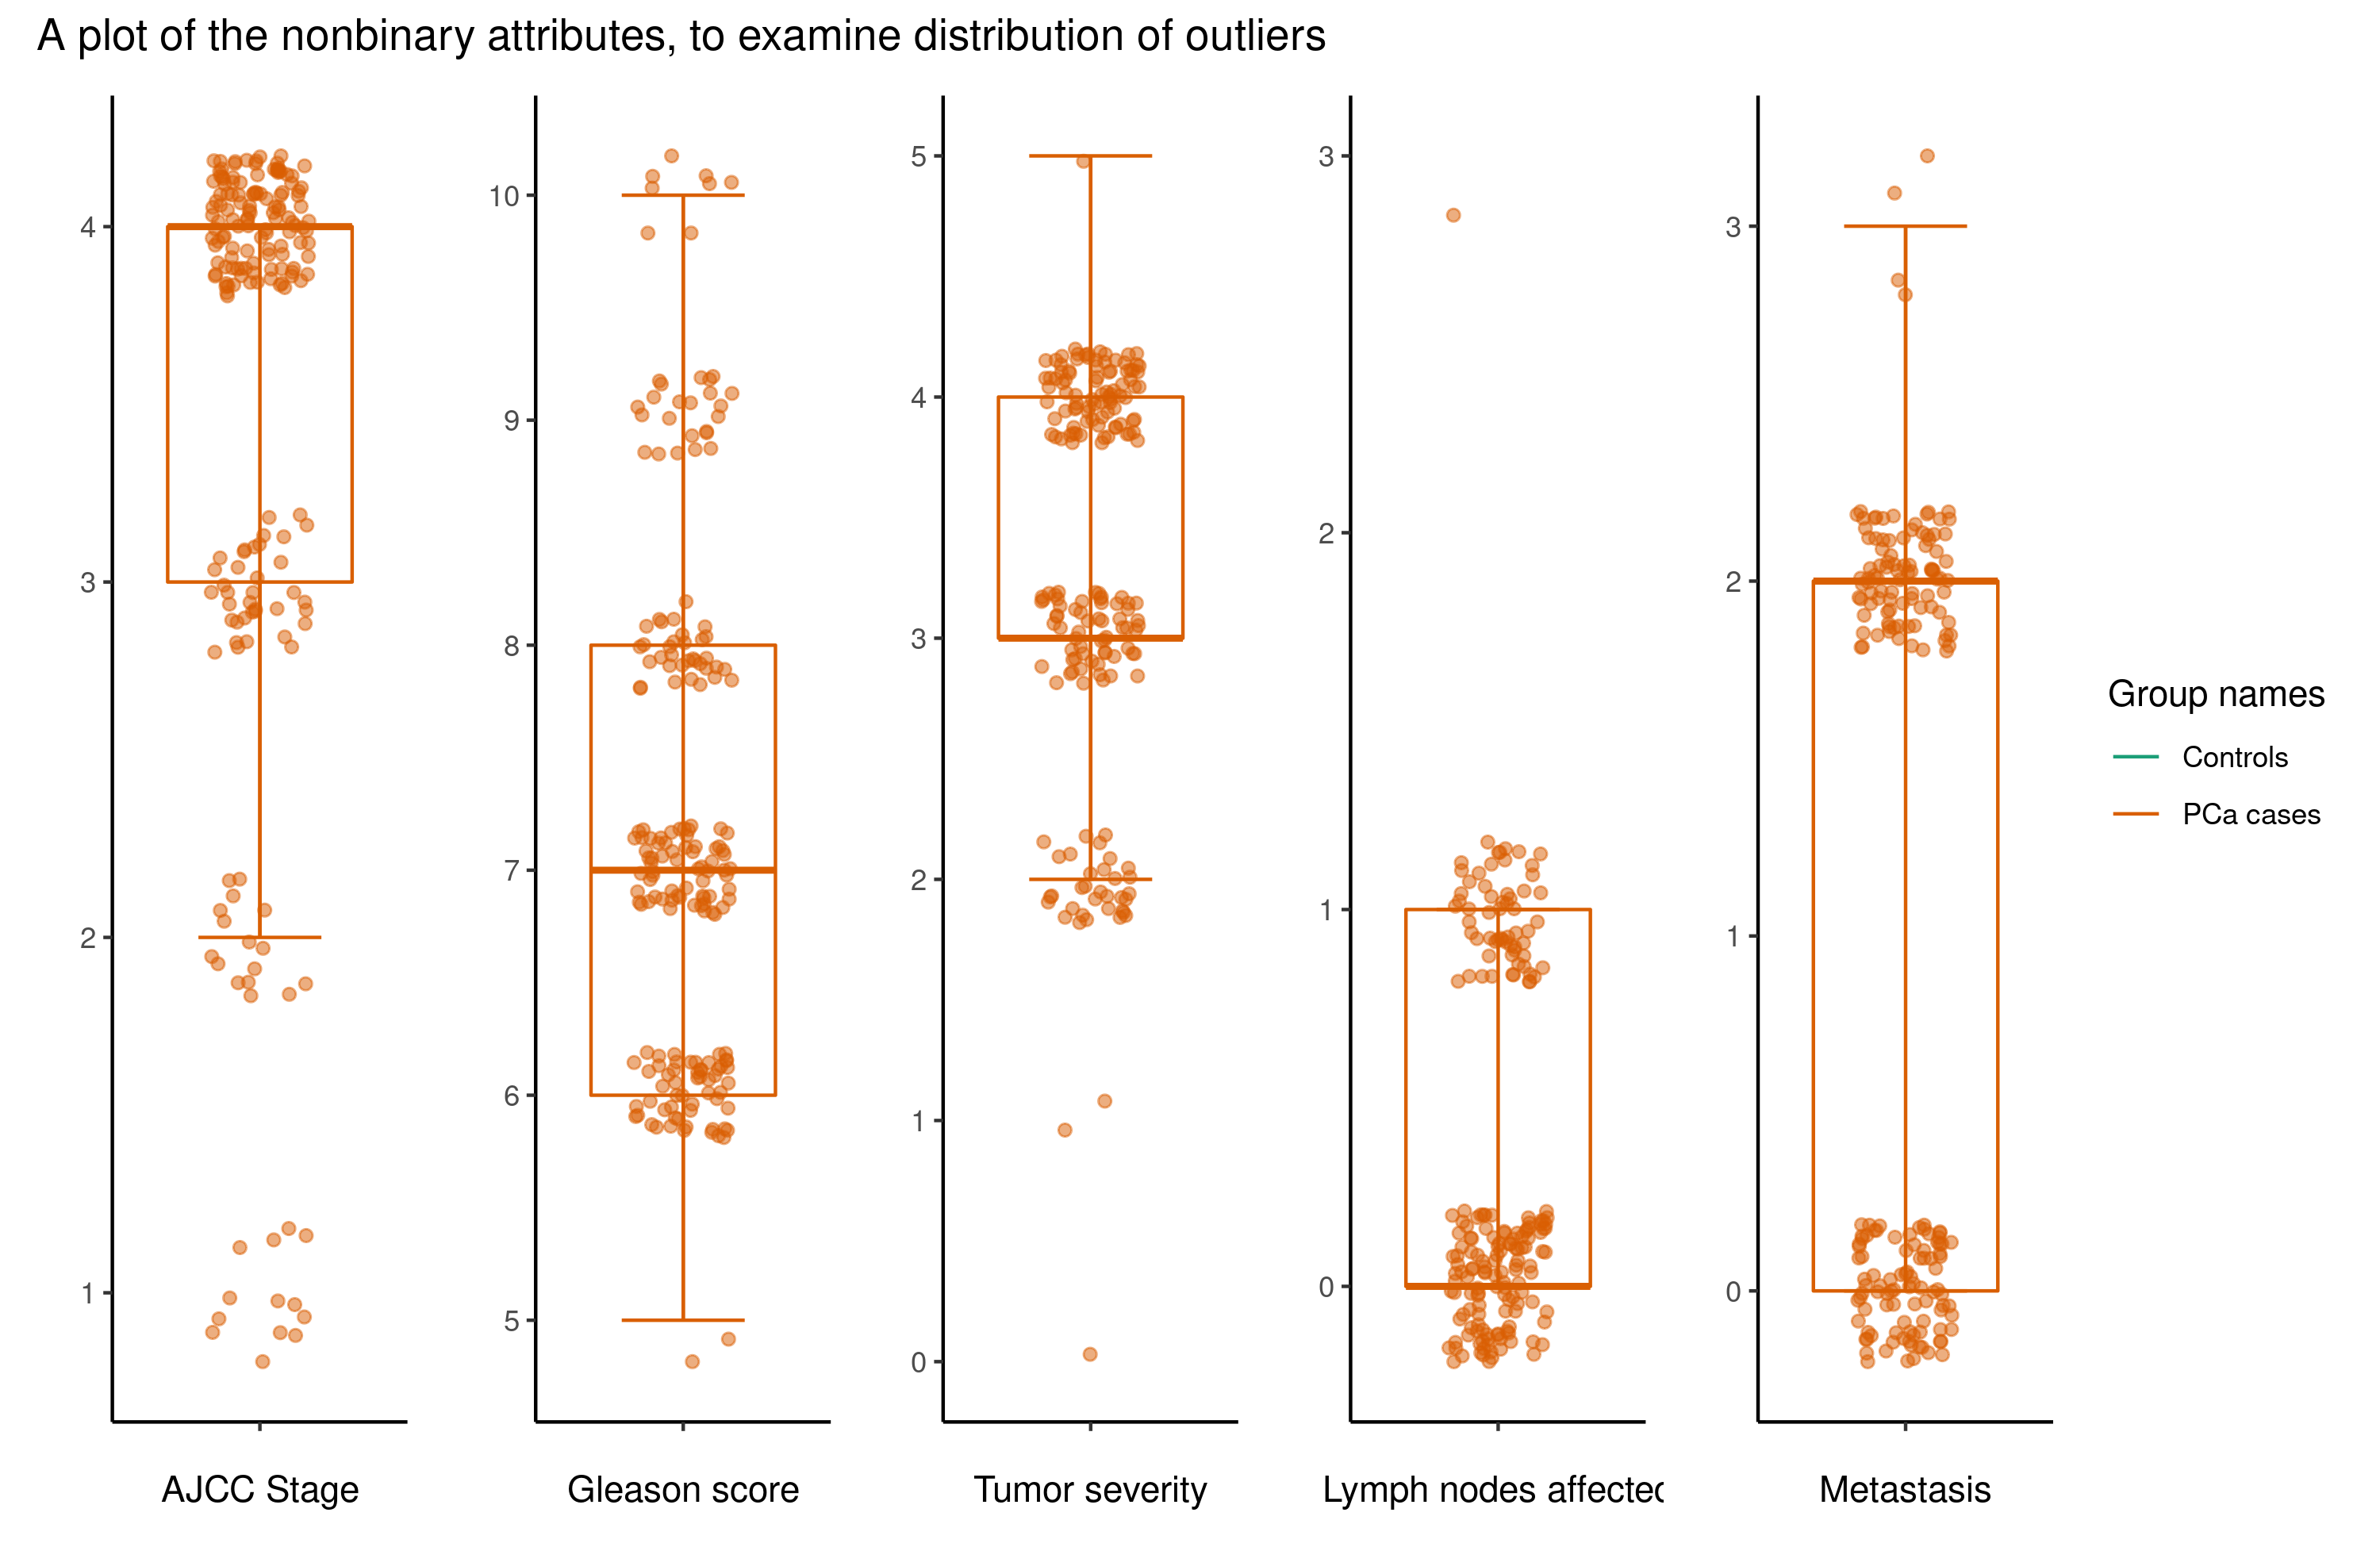 A plot of the nonbinary attributes, to examine distribution of outliers
4
3
2
1
AJCC Stage
10
9
8
7
6
5
Gleason score
5
4
3
2
1
0
Tumor severity
3
2
1
0
Lymph nodes affected
3
2
1
0
Metastasis
Group names
Controls
PCa cases